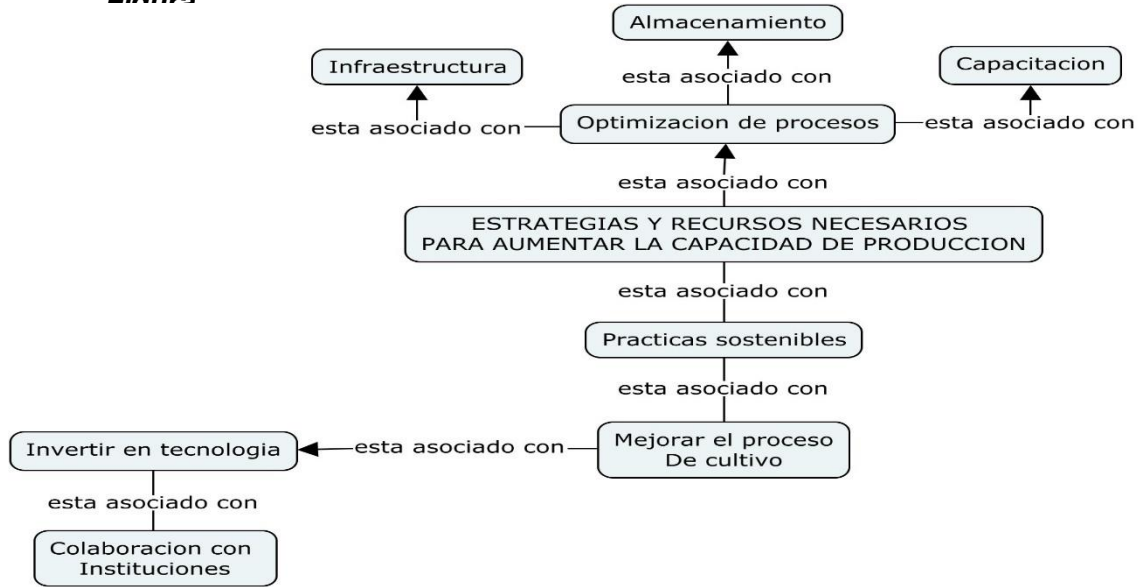 Almacenamiento
Infraestructura
esta asociado con
Capacitacion
esta asociado con
Optimizacion de procesos
esta asociado con
esta asociado con
ESTRATEGIAS Y RECURSOS NECESARIOS
PARA AUMENTAR LA CAPACIDAD DE PRODUCCION
esta asociado con
Practicas sostenibles
esta asociado con
Invertir en tecnologia
esta asociado con
Mejorar el proceso
De cultivo
esta asociado con
Colaboracion con
Instituciones